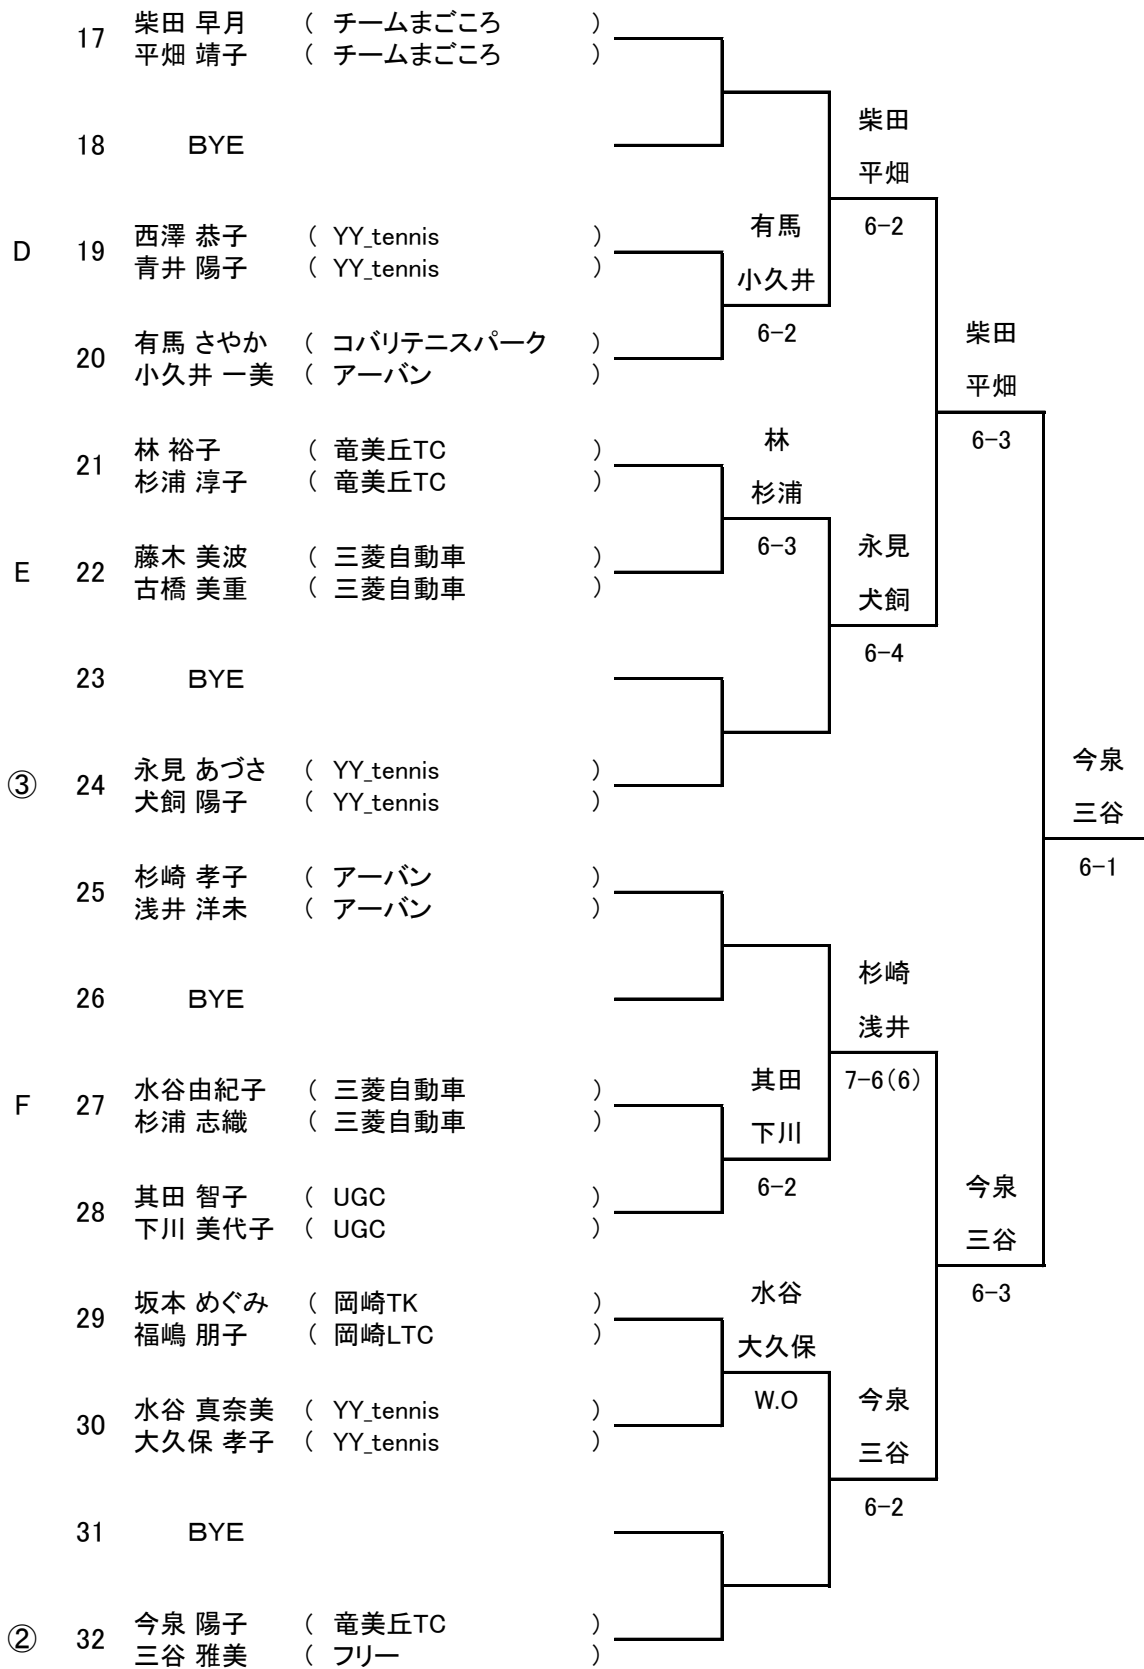 17 柴田 早月 ( チームまごころ )
平畑 靖子 ( チームまごころ )
18 BYE
柴田
平畑
6-2
D 19 西澤 恭子 ( YY_tennis )
青井 陽子 ( YY_tennis )
有馬
小久井
6-2
20 有馬 さやか ( コバリテニスパーク )
小久井 一美 ( アーバン )
柴田
平畑
6-3
21 林 裕子 ( 竜美丘TC )
杉浦 淳子 ( 竜美丘TC )
林
杉浦
6-3
E 22 藤木 美波 ( 三菱自動車 )
古橋 美重 ( 三菱自動車 )
永見
犬飼
6-4
23 BYE
③ 24 永見 あづさ ( YY_tennis )
犬飼 陽子 ( YY_tennis )
今泉
三谷
6-1
25 杉崎 孝子 ( アーバン )
浅井 洋未 ( アーバン )
26 BYE
杉崎
浅井
7-6(6)
F 27 水谷由紀子 ( 三菱自動車 )
杉浦 志織 ( 三菱自動車 )
其田
下川
6-2
28 其田 智子 ( UGC )
下川 美代子 ( UGC )
今泉
三谷
6-3
29 坂本 めぐみ ( 岡崎TK )
福嶋 朋子 ( 岡崎LTC )
水谷
大久保
W.O
30 水谷 真奈美 ( YY_tennis )
大久保 孝子 ( YY_tennis )
今泉
三谷
6-2
31 BYE
② 32 今泉 陽子 ( 竜美丘TC )
三谷 雅美 ( フリー )